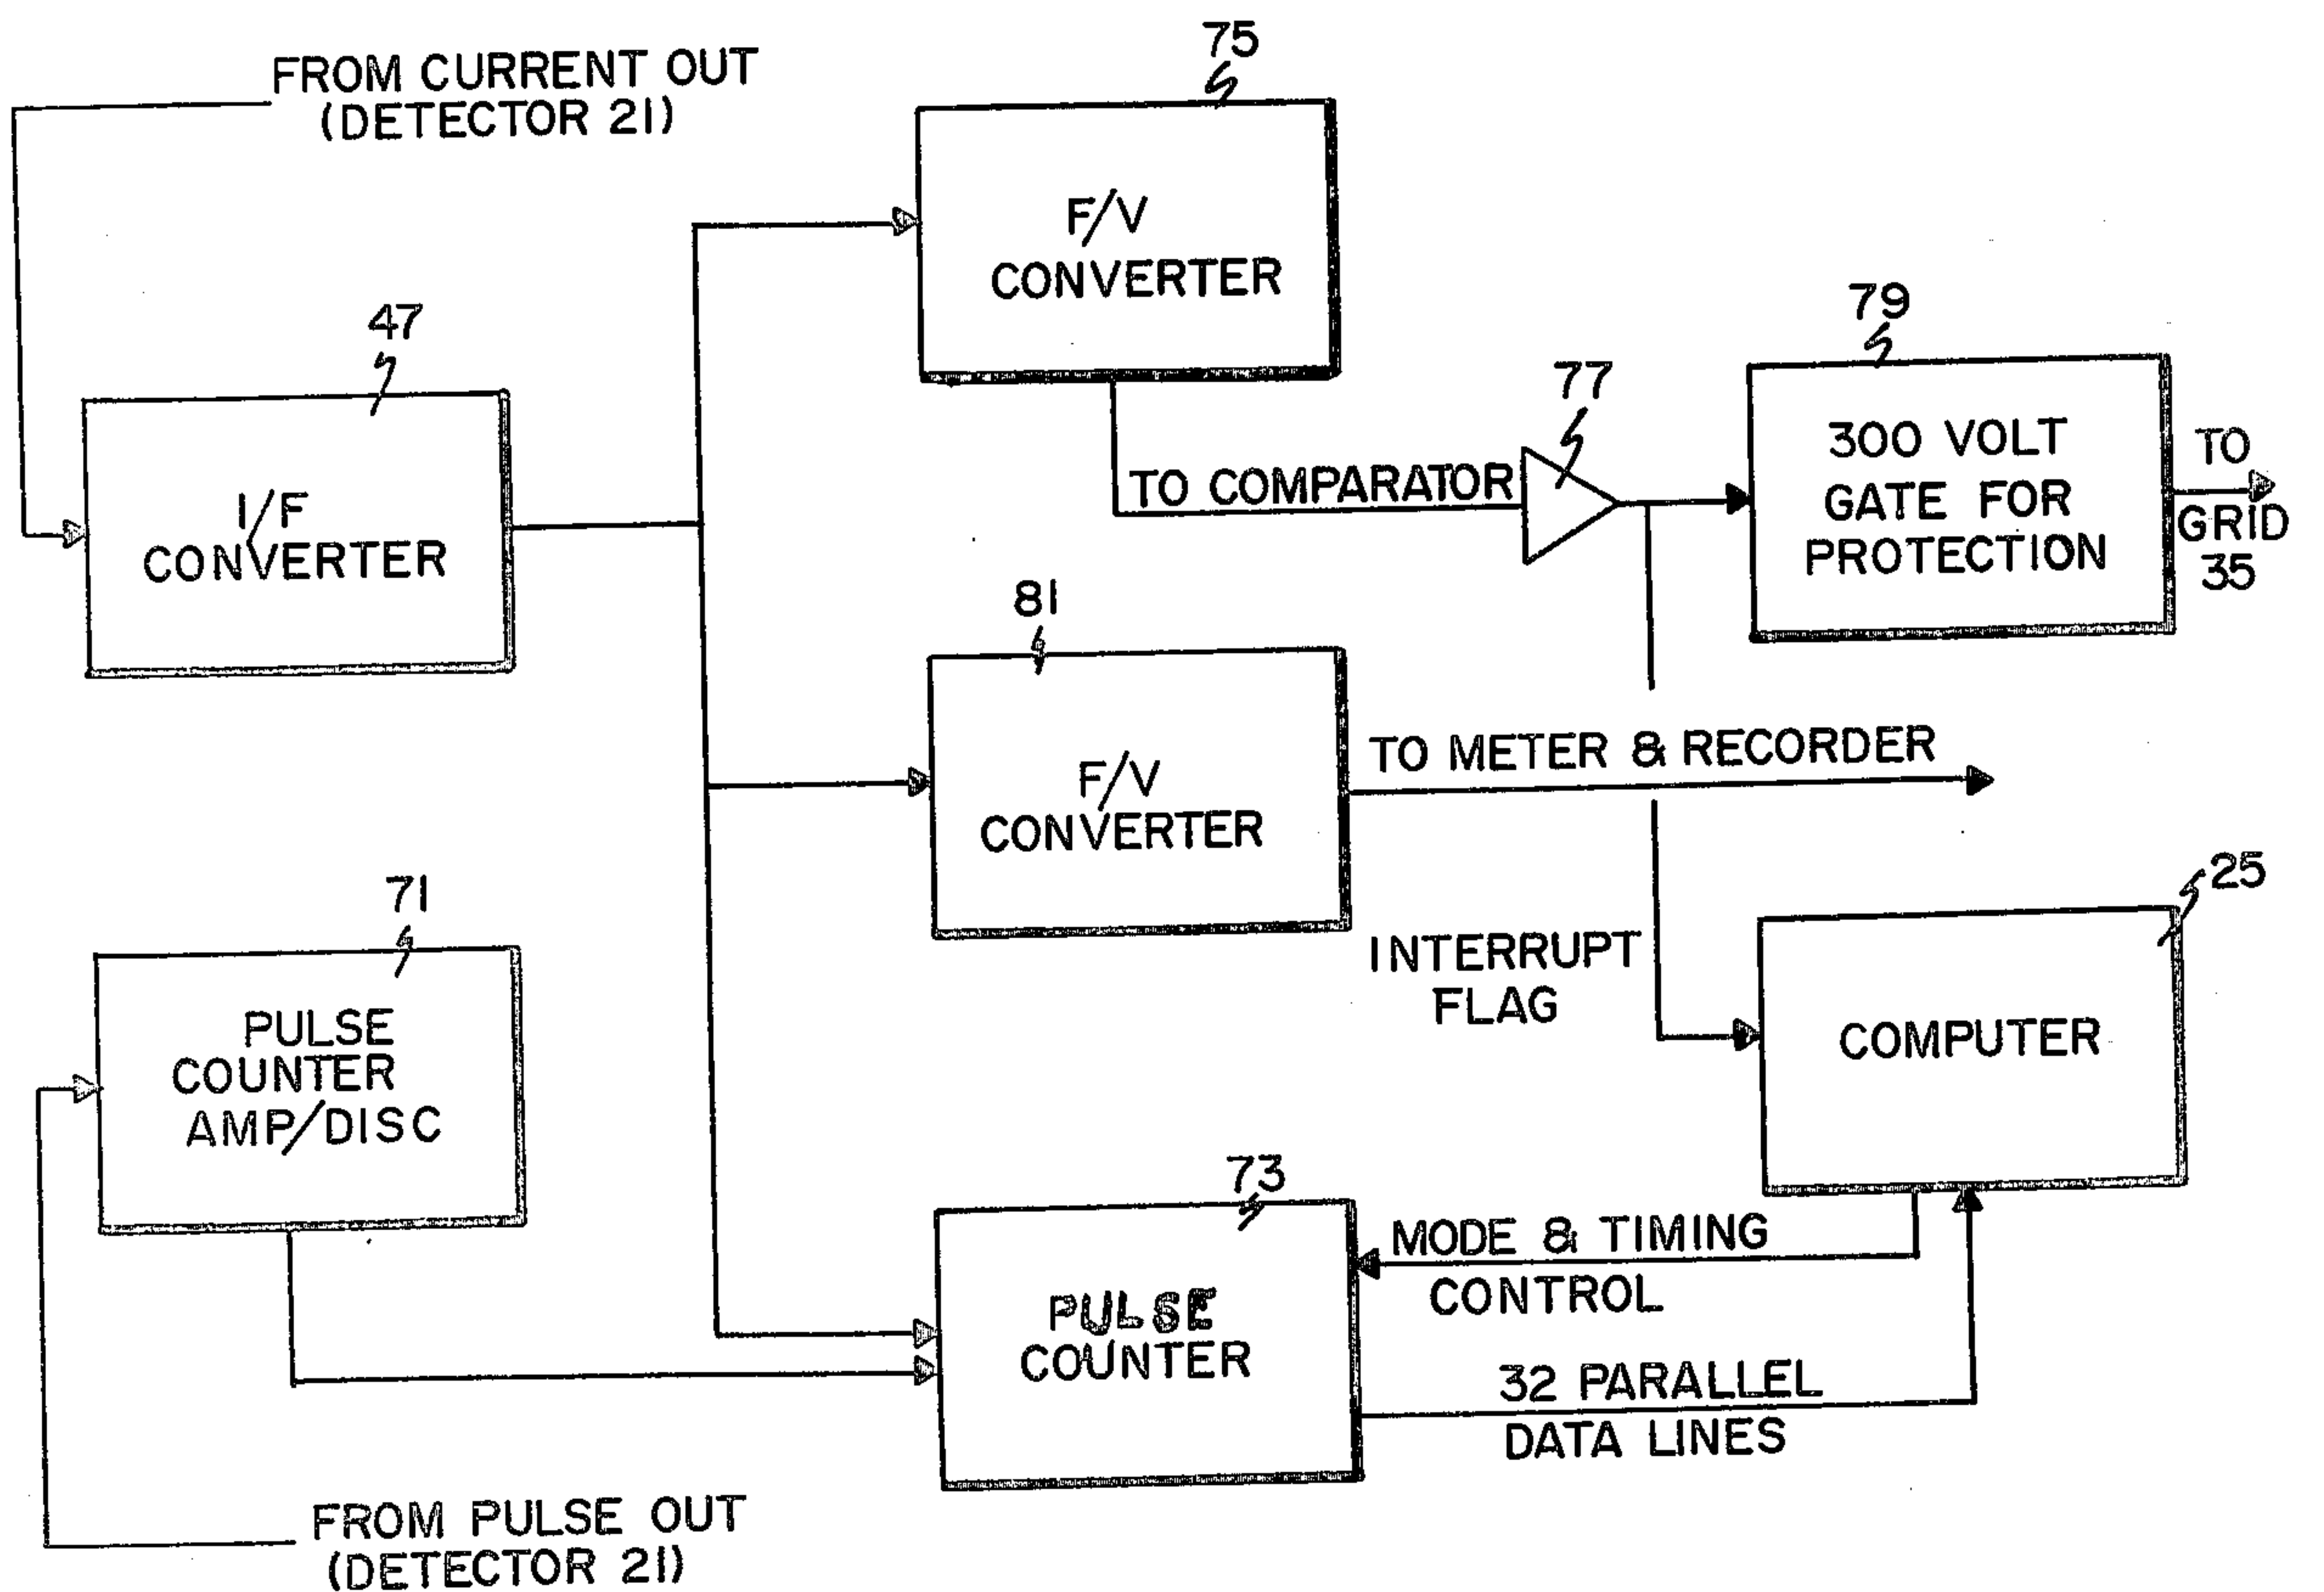 FROM CURRENT OUT
(DETECTOR 21)
75
F/V
CONVERTER
47
I/F
CONVERTER
79
300 VOLT
GATE FOR
PROTECTION
77
TO COMPARATOR
TO
GRID
35
81
F/V
CONVERTER
TO METER & RECORDER
71
PULSE
COUNTER
AMP/DISC
25
COMPUTER
INTERRUPT
FLAG
73
PULSE
COUNTER
MODE & TIMING
CONTROL
32 PARALLEL
DATA LINES
FROM PULSE OUT
(DETECTOR 21)